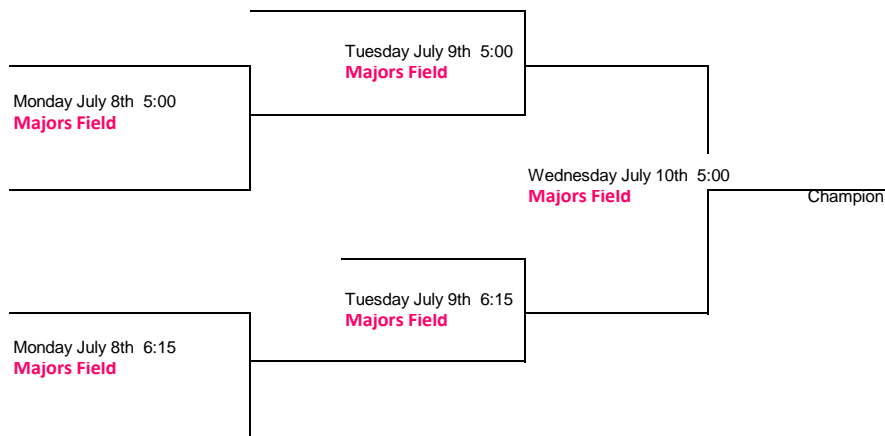 Tuesday July 9th 5:00
Majors Field
Monday July 8th 5:00
Majors Field
Wednesday July 10th 5:00
Majors Field
Champion
Tuesday July 9th 6:15
Majors Field
Monday July 8th 6:15
Majors Field